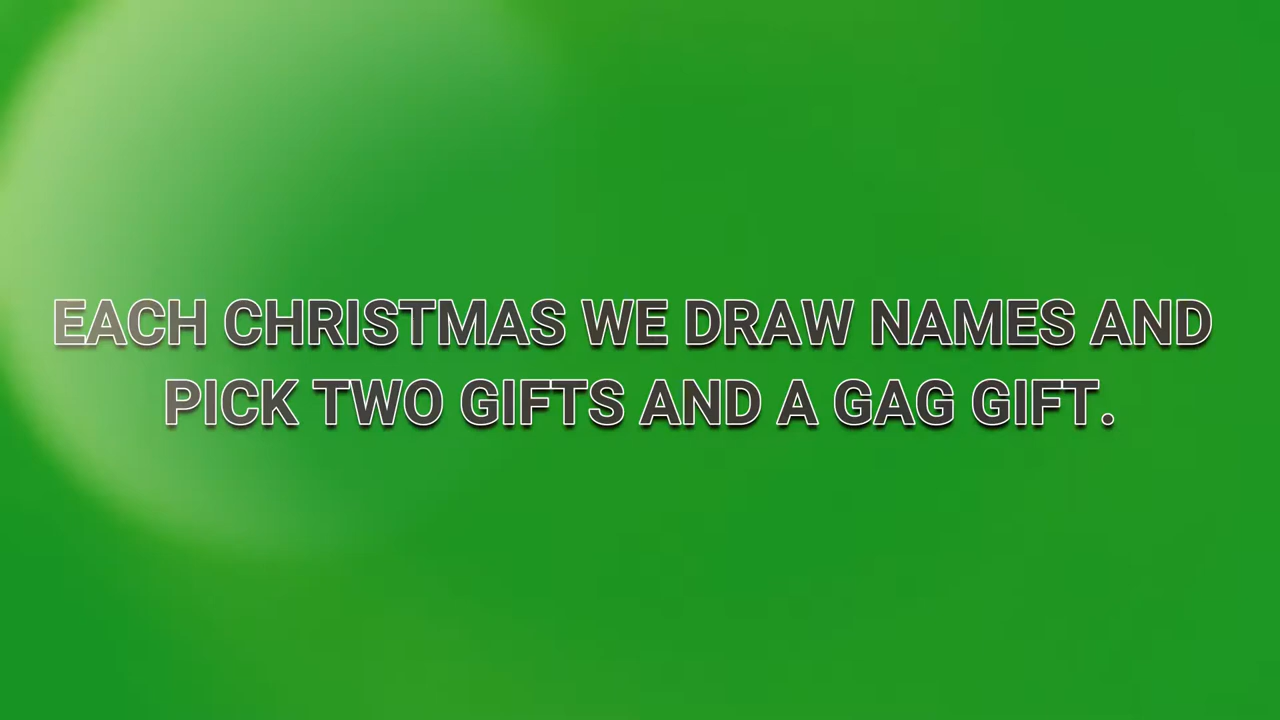 EACH CHRISTMAS WE DRAW NAMES AND
PICK TWO GIFTS AND A GAG GIFT.